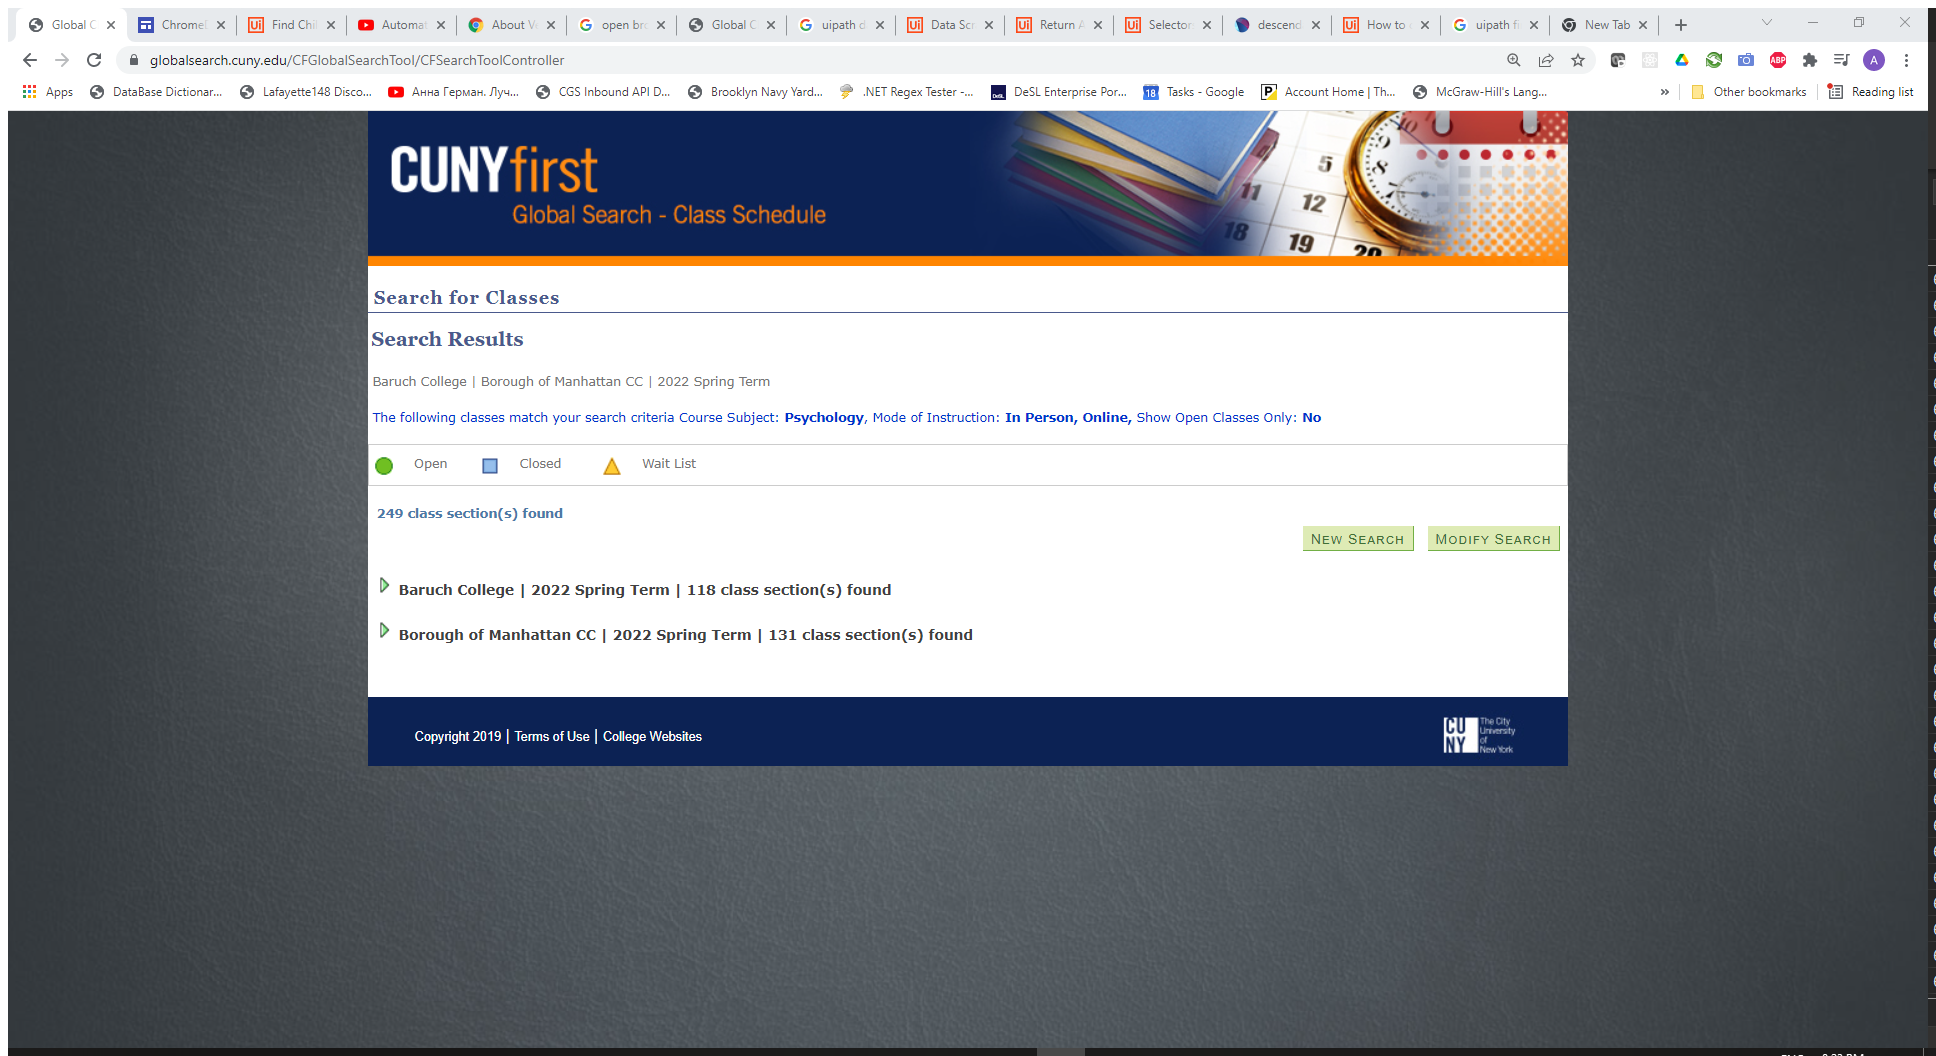 Global C
Chrome
Find Chil
Automat
About Ve
open bro
Global C
uipath d
Data Scr
Return A
Selector
descend
How to
uipath fi
New Tab
globalsearch.cuny.edu/CFGlobalSearchTool/CFSearchToolController
ABP
A
Apps
DataBase Dictionar...
Lafayette148 Disco...
Анна Герман. Луч...
CGS Inbound API D...
Brooklyn Navy Yard...
.NET Regex Tester -...
DeSL Enterprise Por...
Tasks - Google
Account Home | Th...
McGraw-Hill's Lang...
»
Other bookmarks
Reading list
CUNYfirst
Global Search - Class Schedule
5
11 12
18 19 20
Search for Classes
Search Results
Baruch College | Borough of Manhattan CC | 2022 Spring Term
The following classes match your search criteria Course Subject: Psychology, Mode of Instruction: In Person, Online, Show Open Classes Only: No
Open Closed Wait List
249 class section(s) found
New Search Modify Search
Baruch College | 2022 Spring Term | 118 class section(s) found
Borough of Manhattan CC | 2022 Spring Term | 131 class section(s) found
Copyright 2019 | Terms of Use | College Websites
CU
NY
The City
University
of
New York